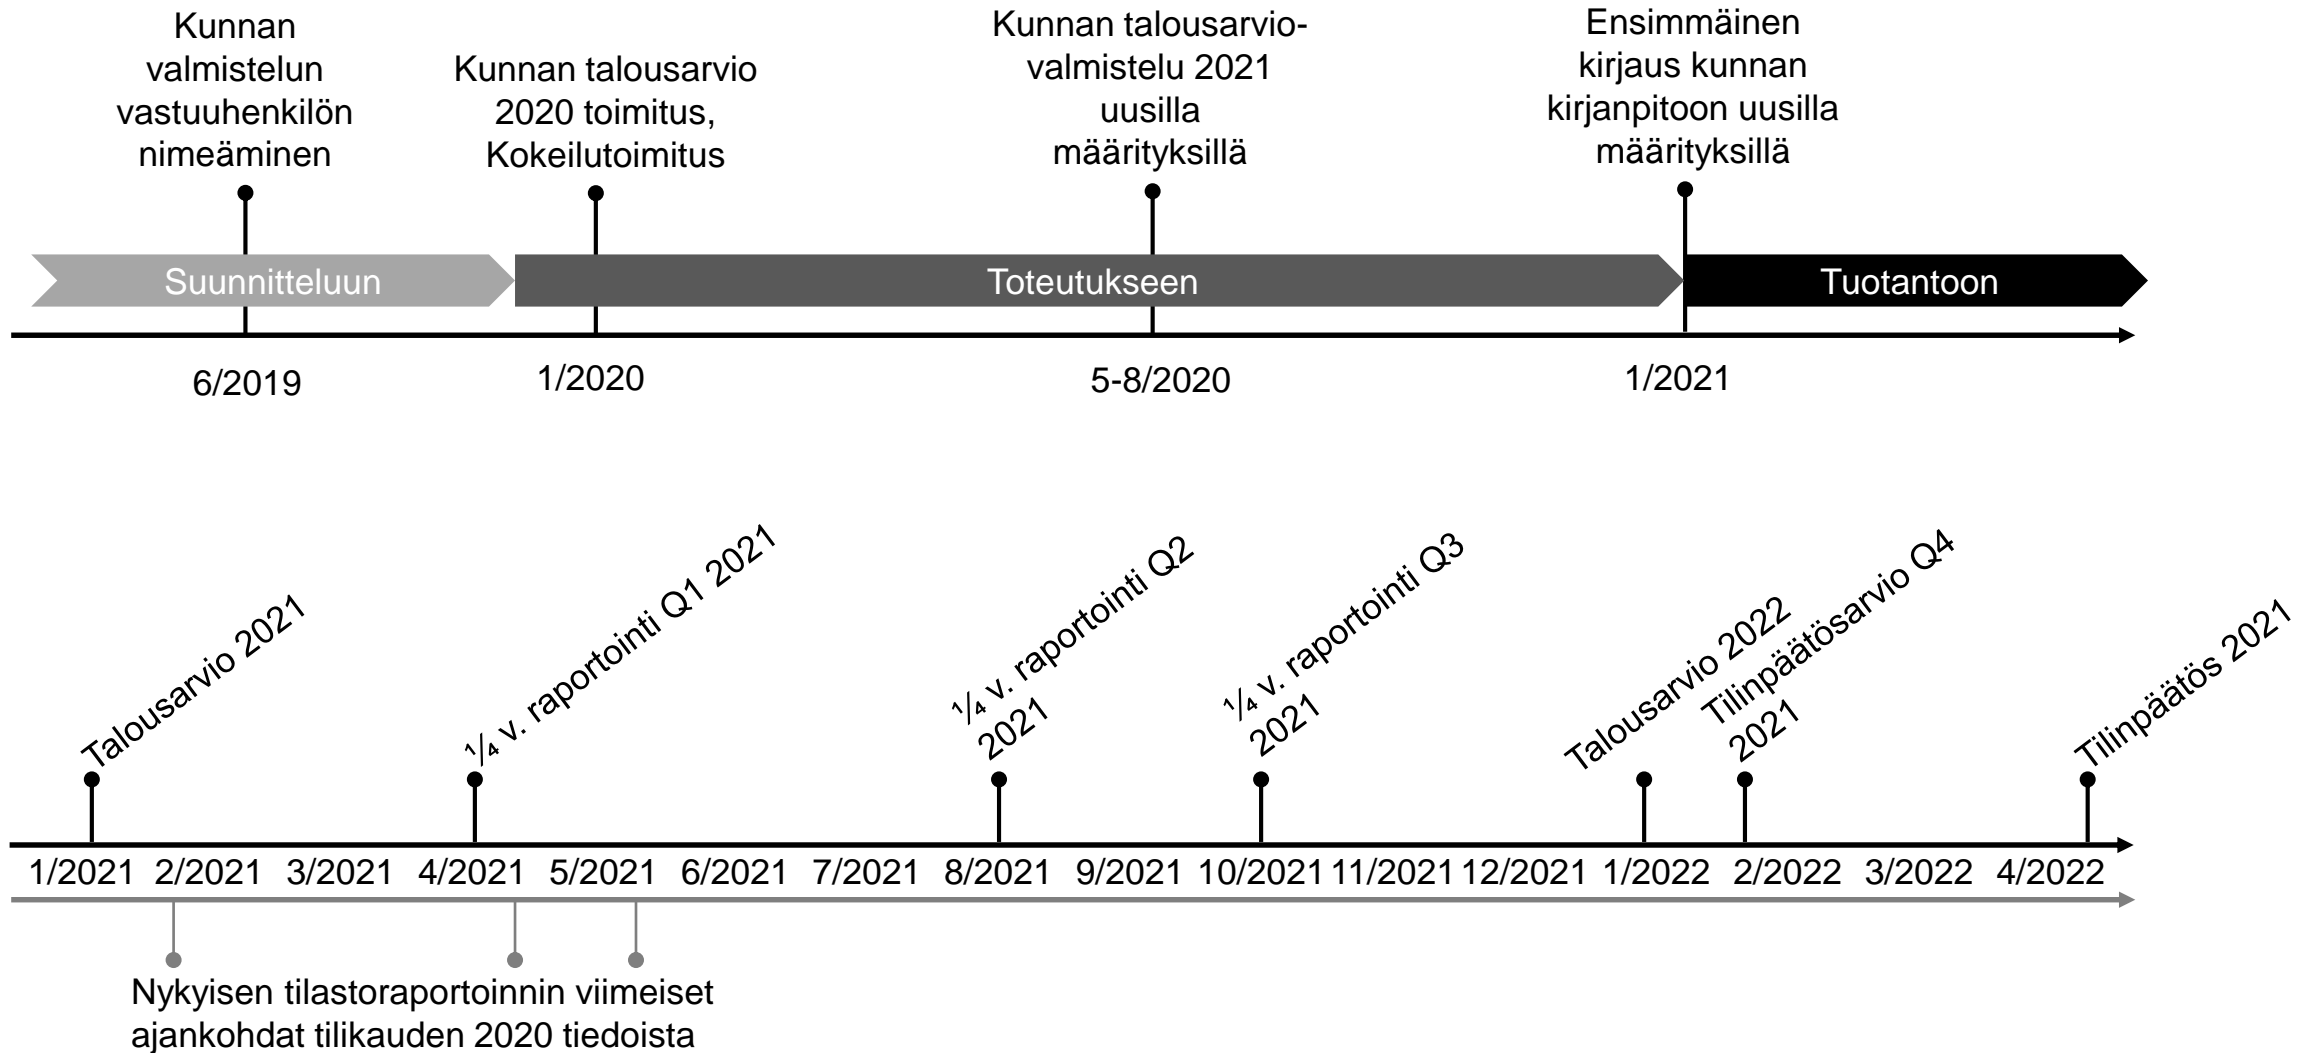 Kunnan
valmistelun
vastuuhenkilön
nimeäminen
Kunnan talousarvio
2020 toimitus,
Kokeilutoimitus
Kunnan talousarvio-
valmistelu 2021
uusilla
määrityksillä
Ensimmäinen
kirjaus kunnan
kirjanpitoon uusilla
määrityksillä
Suunnitteluun
Toteutukseen
Tuotantoon
6/2019
1/2020
5-8/2020
1/2021
Talousarvio 2021
¼ v. raportointi Q1 2021
¼ v. raportointi Q2
2021
¼ v. raportointi Q3
2021
Talousarvio 2022
Tilinpäätösarvio Q4
2021
Tilinpäätös 2021
1/2021 2/2021 3/2021 4/2021 5/2021 6/2021 7/2021 8/2021 9/2021 10/2021 11/2021 12/2021 1/2022 2/2022 3/2022 4/2022
Nykyisen tilastoraportoinnin viimeiset
ajankohdat tilikauden 2020 tiedoista